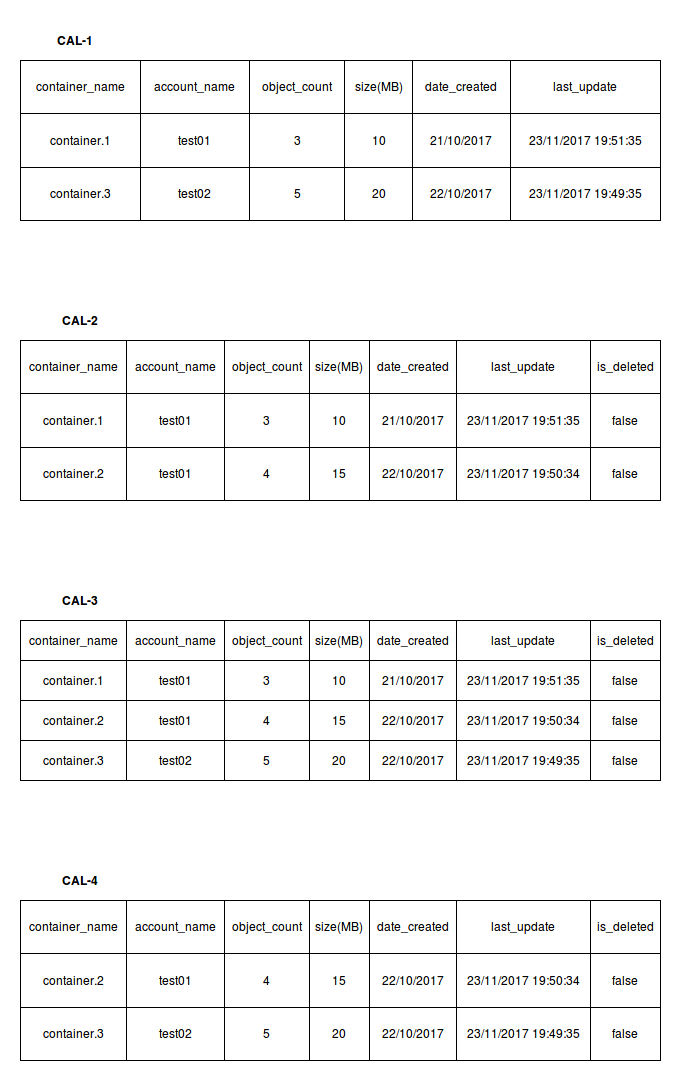 CAL-1
container_name account_name object_count size(MB) date_created last_update
container.1 test01 3 10 21/10/2017 23/11/2017 19:51:35
container.3 test02 5 20 22/10/2017 23/11/2017 19:49:35
CAL-2
container_name account_name object_count size(MB) date_created last_update is_deleted
container.1 test01 3 10 21/10/2017 23/11/2017 19:51:35 false
container.2 test01 4 15 22/10/2017 23/11/2017 19:50:34 false
CAL-3
container_name account_name object_count size(MB) date_created last_update is_deleted
container.1 test01 3 10 21/10/2017 23/11/2017 19:51:35 false
container.2 test01 4 15 22/10/2017 23/11/2017 19:50:34 false
container.3 test02 5 20 22/10/2017 23/11/2017 19:49:35 false
CAL-4
container_name account_name object_count size(MB) date_created last_update is_deleted
container.2 test01 4 15 22/10/2017 23/11/2017 19:50:34 false
container.3 test02 5 20 22/10/2017 23/11/2017 19:49:35 false